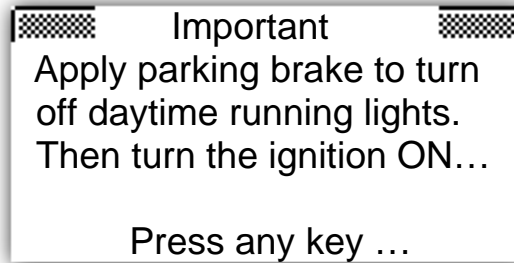 Important
Apply parking brake to turn
off daytime running lights.
Then turn the ignition ON…
Press any key …